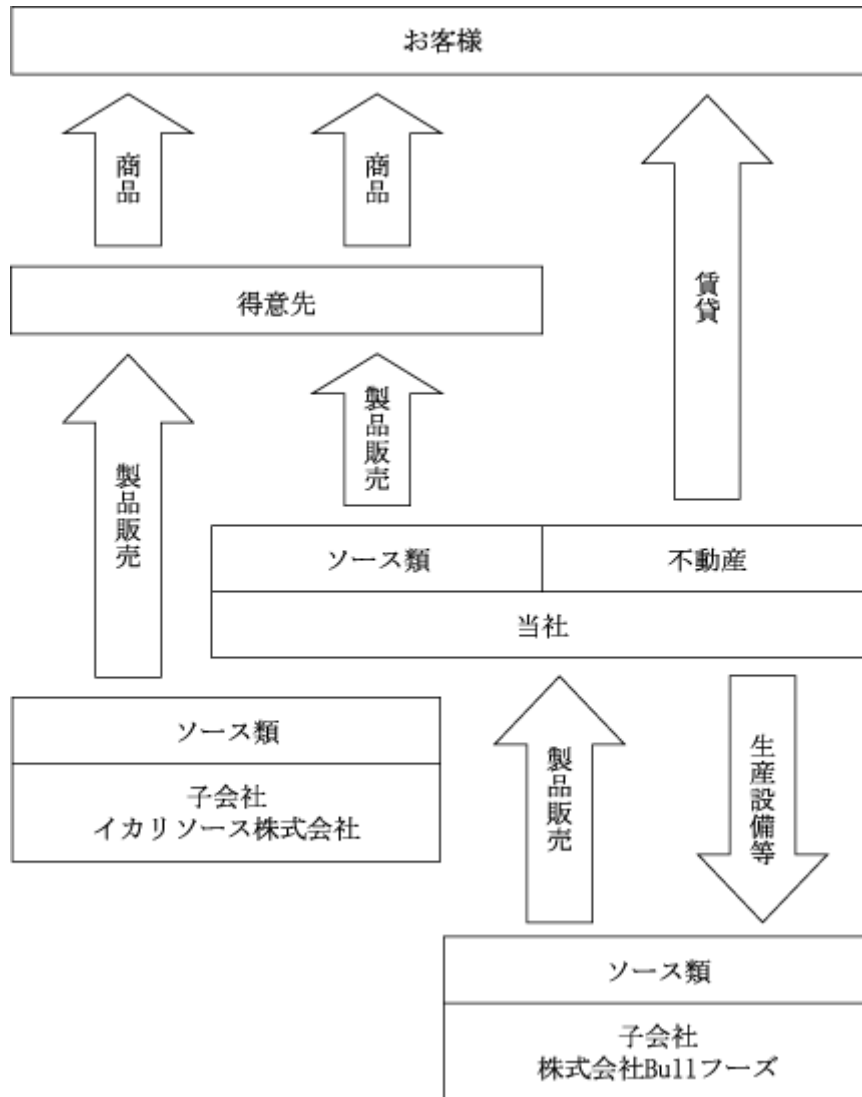 お客様
商品
商品
賃貸
得意先
製品販売
製品販売
ソース類
不動産
当社
ソース類
子会社
イカリソース株式会社
製品販売
生産設備等
ソース類
子会社
株式会社Bullフーズ